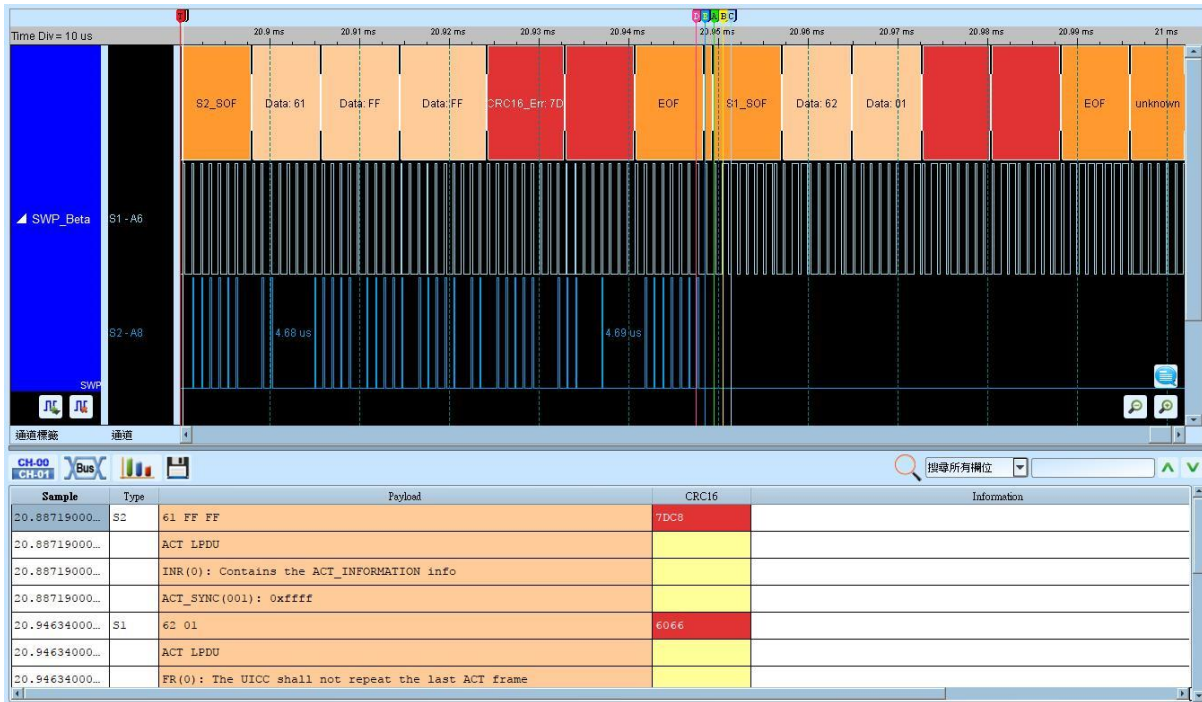 T D B A B C
Time Div = 10 us 20.9 ms 20.91 ms 20.92 ms 20.93 ms 20.94 ms 20.95 ms 20.96 ms 20.97 ms 20.98 ms 20.99 ms 21 ms
S2_SOF Data: 61 Data: FF Data: FF CRC16_Err: 7D EOF S1_SOF Data: 62 Data: 01 EOF unknown
SWP_Beta S1 - A6
S2 - A8 4.68 us 4.69 us
SWP
通道標籤 通道
CH-00
CH-01 Bus 搜尋所有欄位
Sample Type Payload CRC16 Information
20.88719000... S2 61 FF FF 7DC8
20.88719000... ACT LPDU
20.88719000... INR(0): Contains the ACT_INFORMATION info
20.88719000... ACT_SYNC(001): 0xffff
20.94634000... S1 62 01 6066
20.94634000... ACT LPDU
20.94634000... FR(0): The UICC shall not repeat the last ACT frame